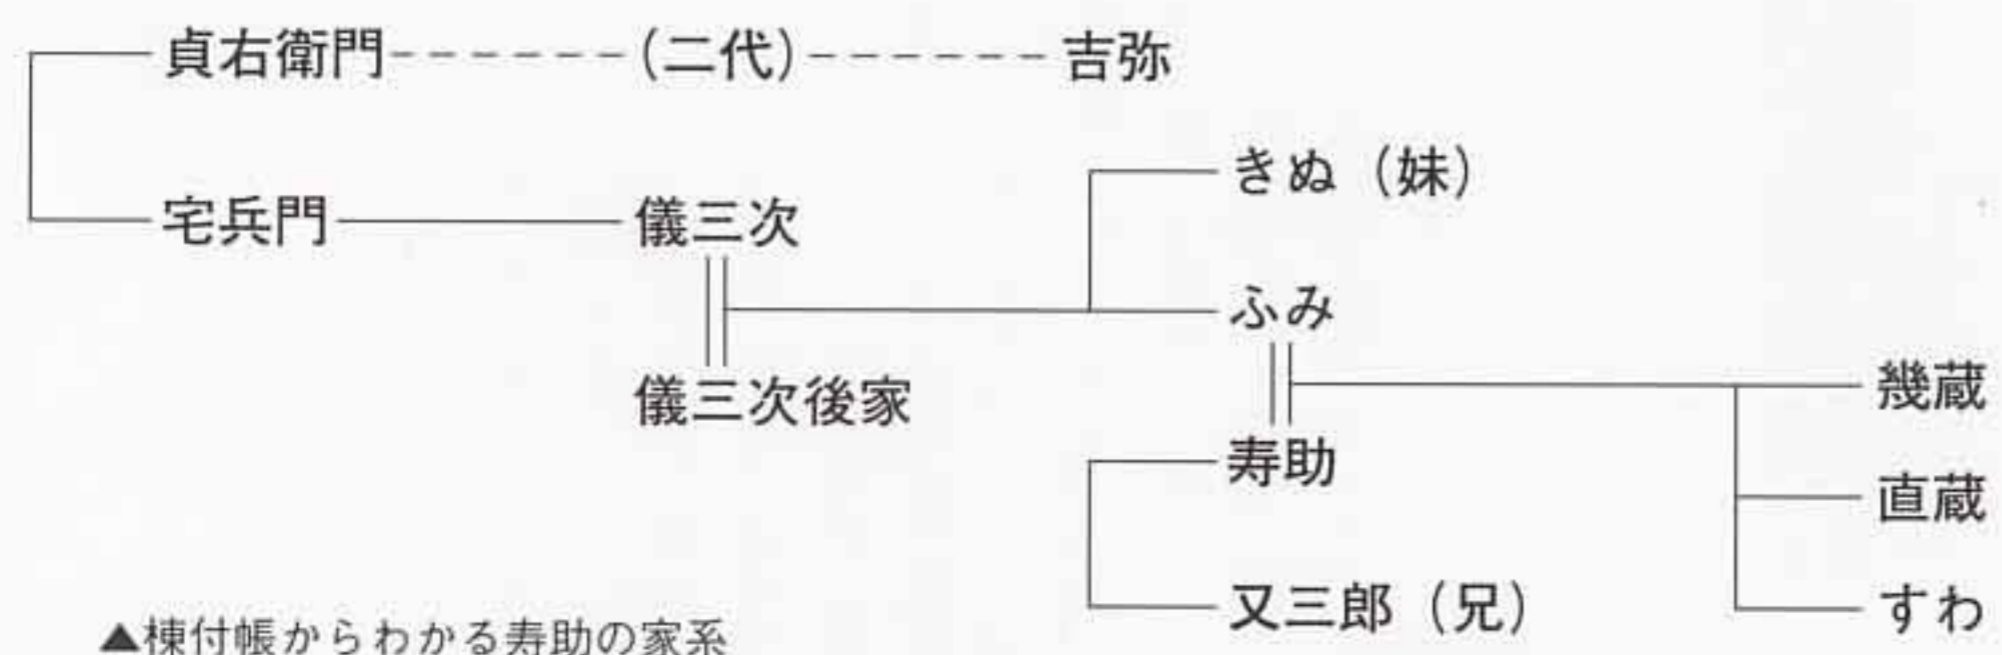 貞右衛門 (二代) 吉弥
きぬ（妹）
宅兵門 儀三次
ふみ
幾蔵
儀三次後家
寿助
直蔵
又三郎（兄） すわ
▲棟付帳からわかる寿助の家系